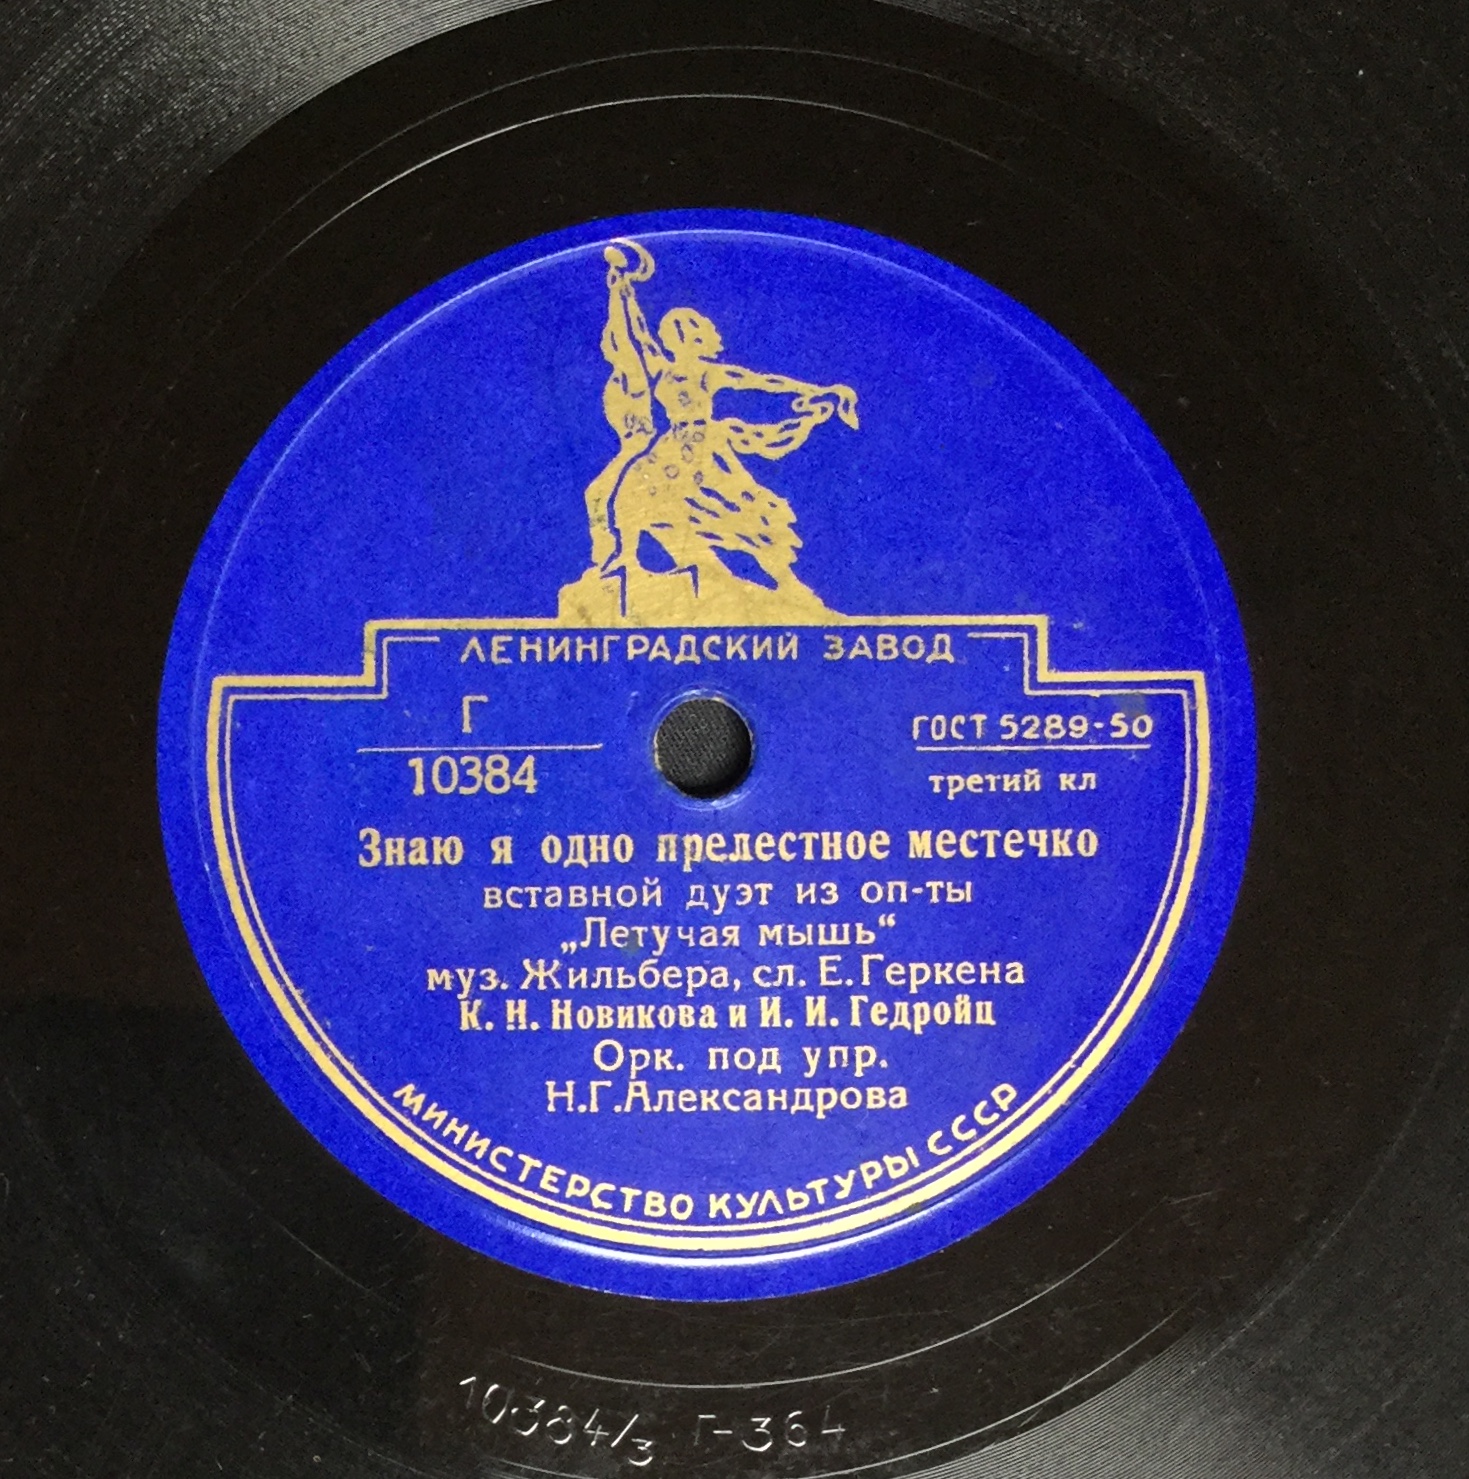 ЛЕНИНГРАДСКИЙ ЗАВОД
Г
10384
ГОСТ 5289-50
третий кл
Знаю я одно прелестное местечко
вставной дуэт из оп-ты
„Летучая мышь“
муз. Жильбера, сл. Е. Геркена
К. Н. Новикова и И. И. Гедройц
Орк. под упр.
Н.Г.Александрова
МИНИСТЕРСТВО КУЛЬТУРЫ СССР
10384/3 Г-364